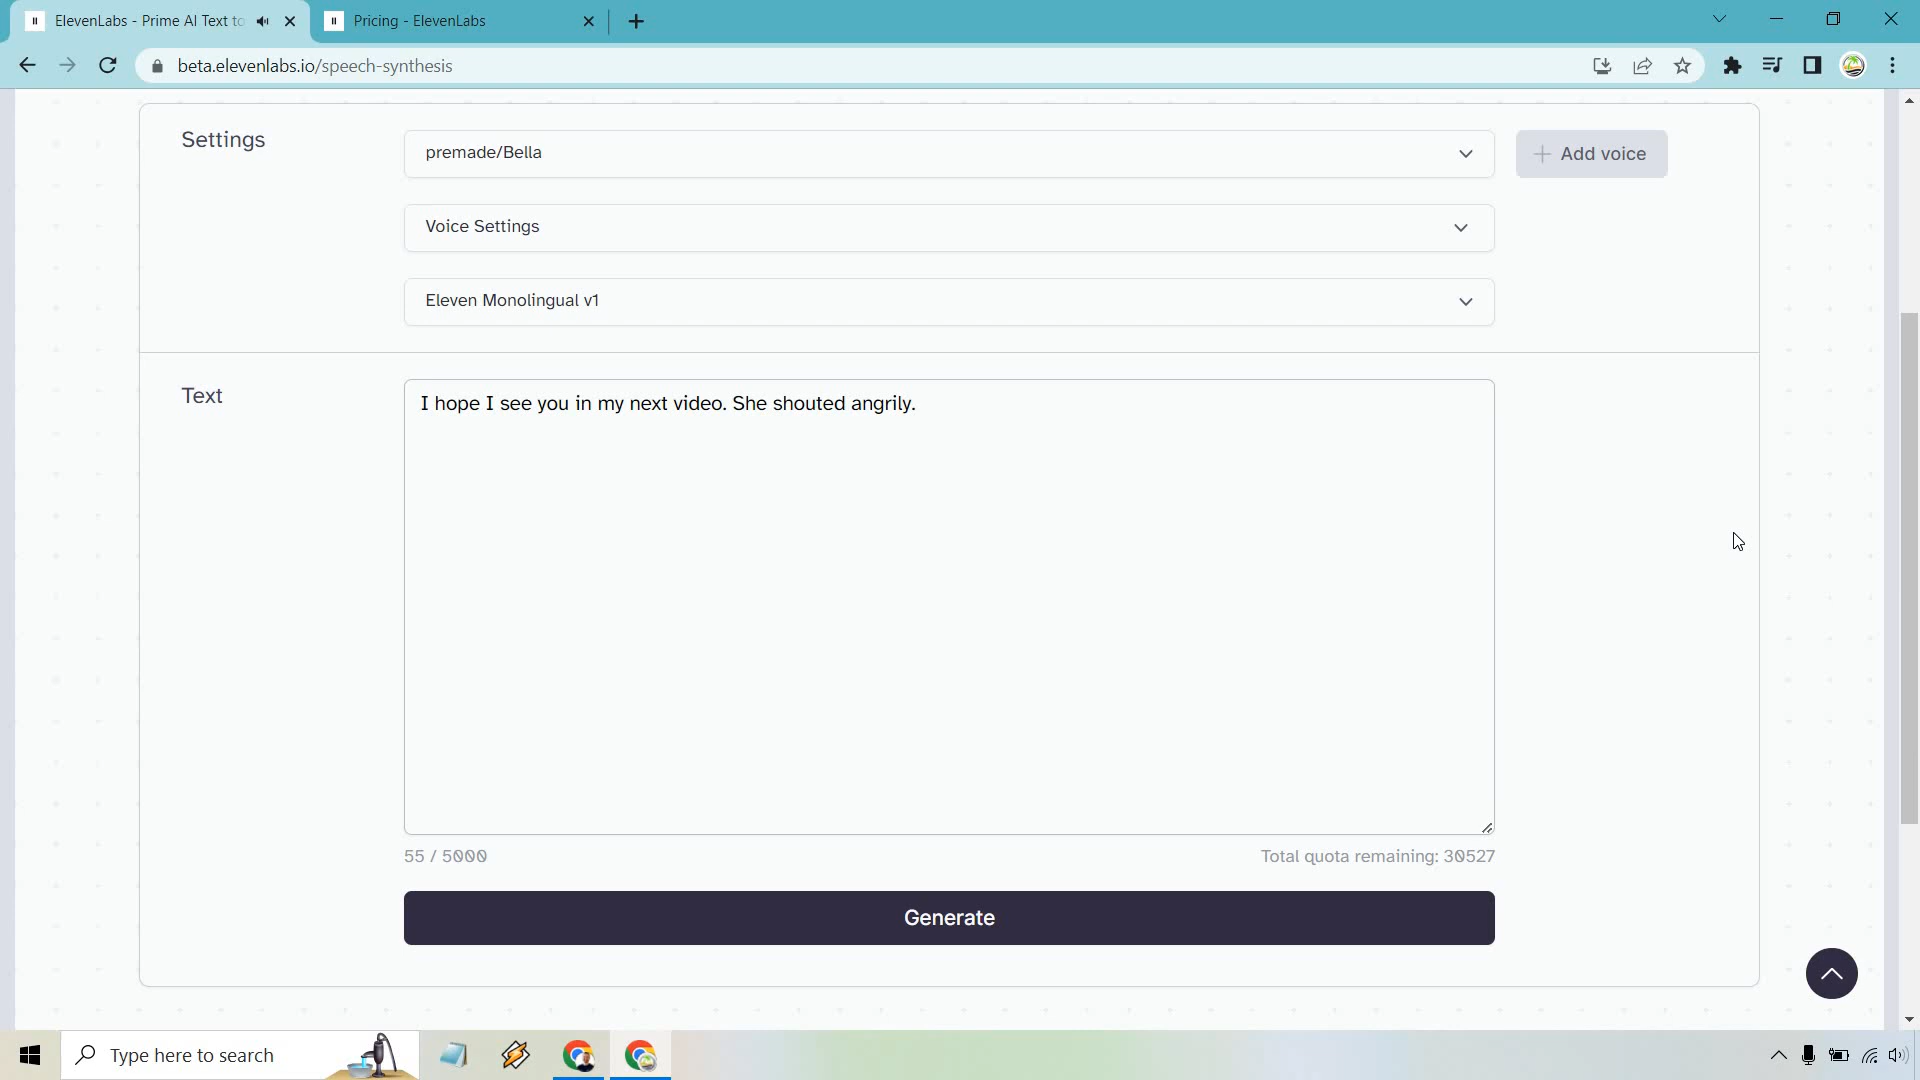 ElevenLabs - Prime AI Text to
Pricing - ElevenLabs
beta.elevenlabs.io/speech-synthesis
Settings
premade/Bella
Add voice
Voice Settings
Eleven Monolingual v1
Text
I hope I see you in my next video. She shouted angrily.
55 / 5000
Total quota remaining: 30527
Generate
Type here to search